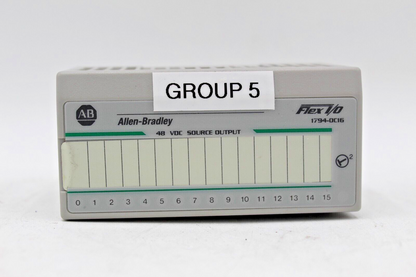 GROUP 5
AB
Allen-Bradley
Flex I/O
1794-OC16
48 VDC SOURCE OUTPUT
2
0 1 2 3 4 5 6 7 8 9 10 11 12 13 14 15